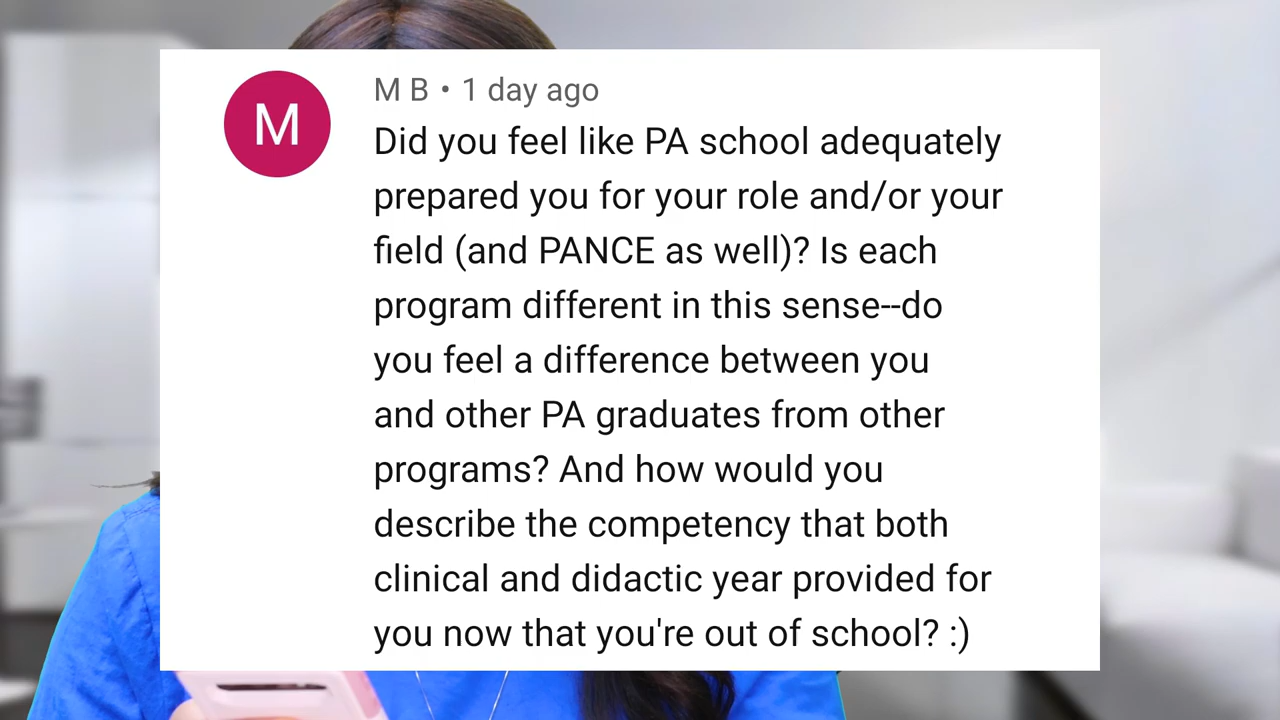 M
M B • 1 day ago
Did you feel like PA school adequately
prepared you for your role and/or your
field (and PANCE as well)? Is each
program different in this sense--do
you feel a difference between you
and other PA graduates from other
programs? And how would you
describe the competency that both
clinical and didactic year provided for
you now that you're out of school? :)